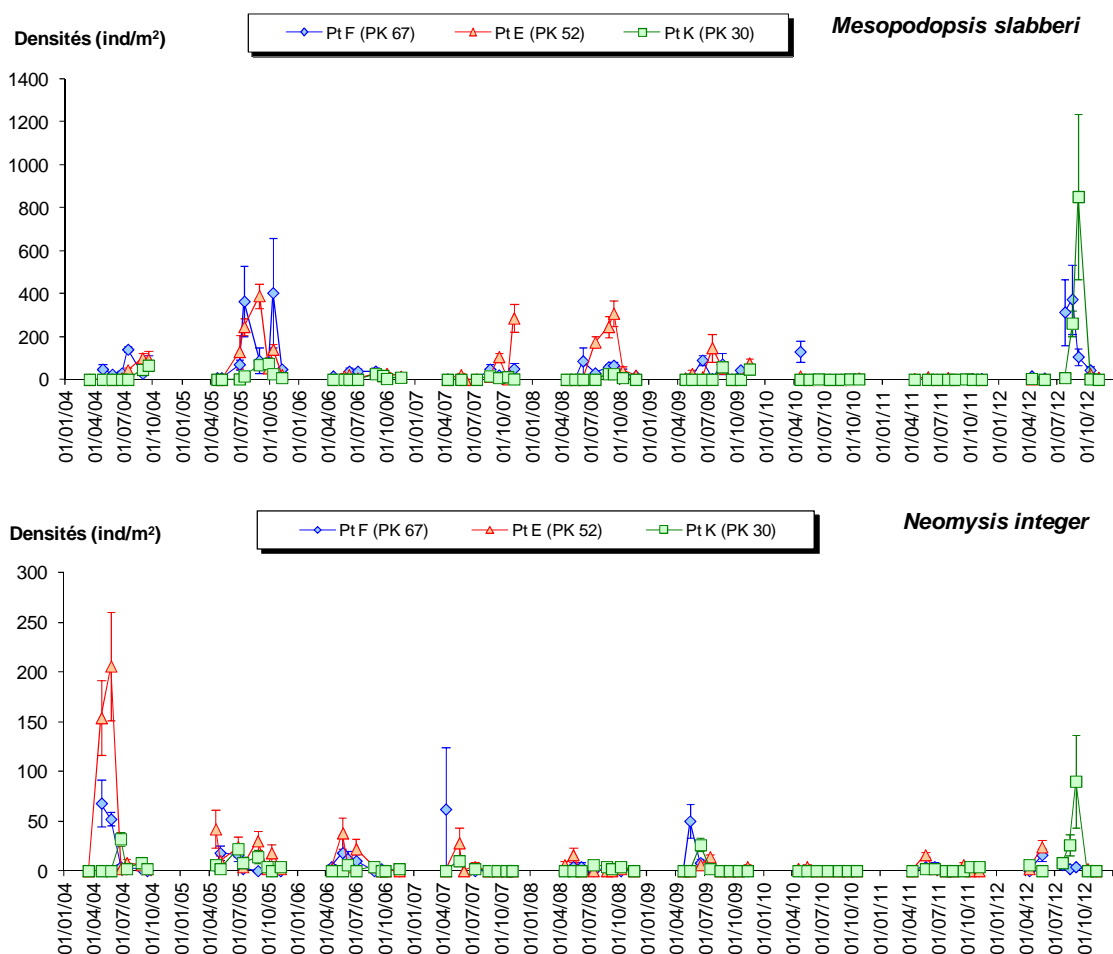 Densités (ind/m²)
Pt F (PK 67) Pt E (PK 52) Pt K (PK 30)
Mesopodopsis slabberi
1400
1200
1000
800
600
400
200
0
01/01/04 01/04/04 01/07/04 01/10/04 01/01/05 01/04/05 01/07/05 01/10/05 01/01/06 01/04/06 01/07/06 01/10/06 01/01/07 01/04/07 01/07/07 01/10/07 01/01/08 01/04/08 01/07/08 01/10/08 01/01/09 01/04/09 01/07/09 01/10/09 01/01/10 01/04/10 01/07/10 01/10/10 01/01/11 01/04/11 01/07/11 01/10/11 01/01/12 01/04/12 01/07/12 01/10/12
Densités (ind/m²)
Pt F (PK 67) Pt E (PK 52) Pt K (PK 30)
Neomysis integer
300
250
200
150
100
50
0
01/01/04 01/04/04 01/07/04 01/10/04 01/01/05 01/04/05 01/07/05 01/10/05 01/01/06 01/04/06 01/07/06 01/10/06 01/01/07 01/04/07 01/07/07 01/10/07 01/01/08 01/04/08 01/07/08 01/10/08 01/01/09 01/04/09 01/07/09 01/10/09 01/01/10 01/04/10 01/07/10 01/10/10 01/01/11 01/04/11 01/07/11 01/10/11 01/01/12 01/04/12 01/07/12 01/10/12